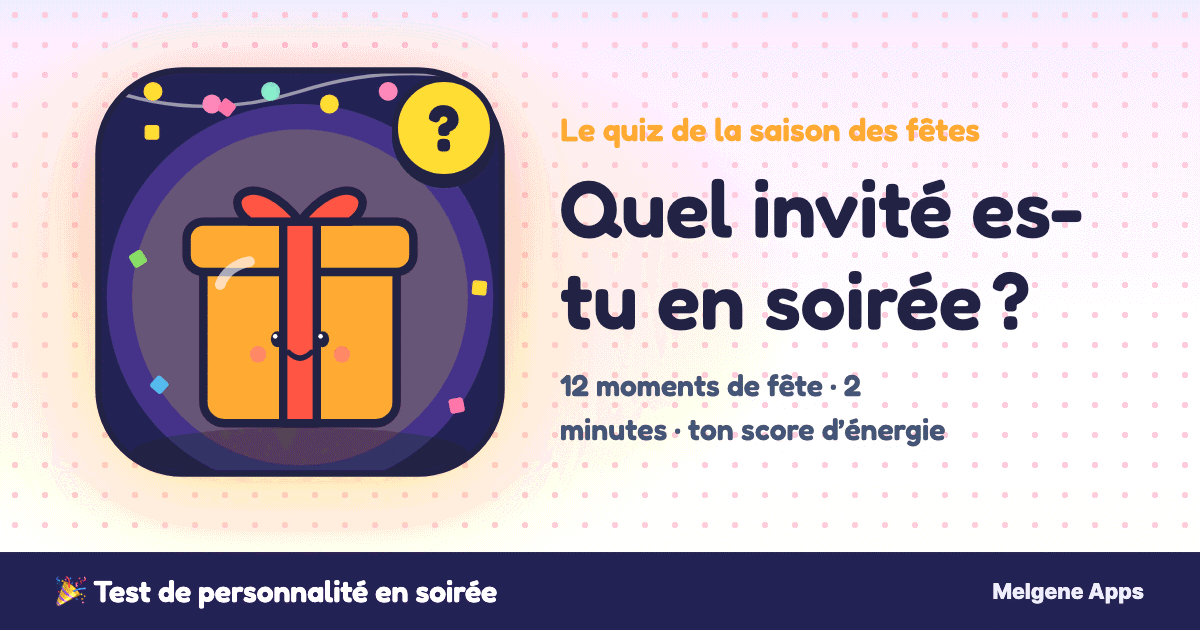 ?
Le quiz de la saison des fêtes
Quel invité es-
tu en soirée ?
12 moments de fête · 2
minutes · ton score d’énergie
🎉 Test de personnalité en soirée
Melgene Apps